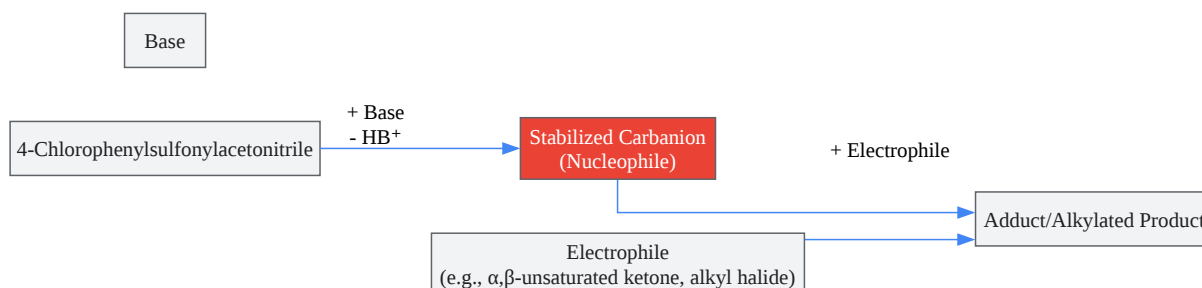 Base
+ Base
- HB⁺
4-Chlorophenylsulfonylacetonitrile
Stabilized Carbanion
(Nucleophile)
+ Electrophile
Adduct/Alkylated Product
Electrophile
(e.g., α,β-unsaturated ketone, alkyl halide)